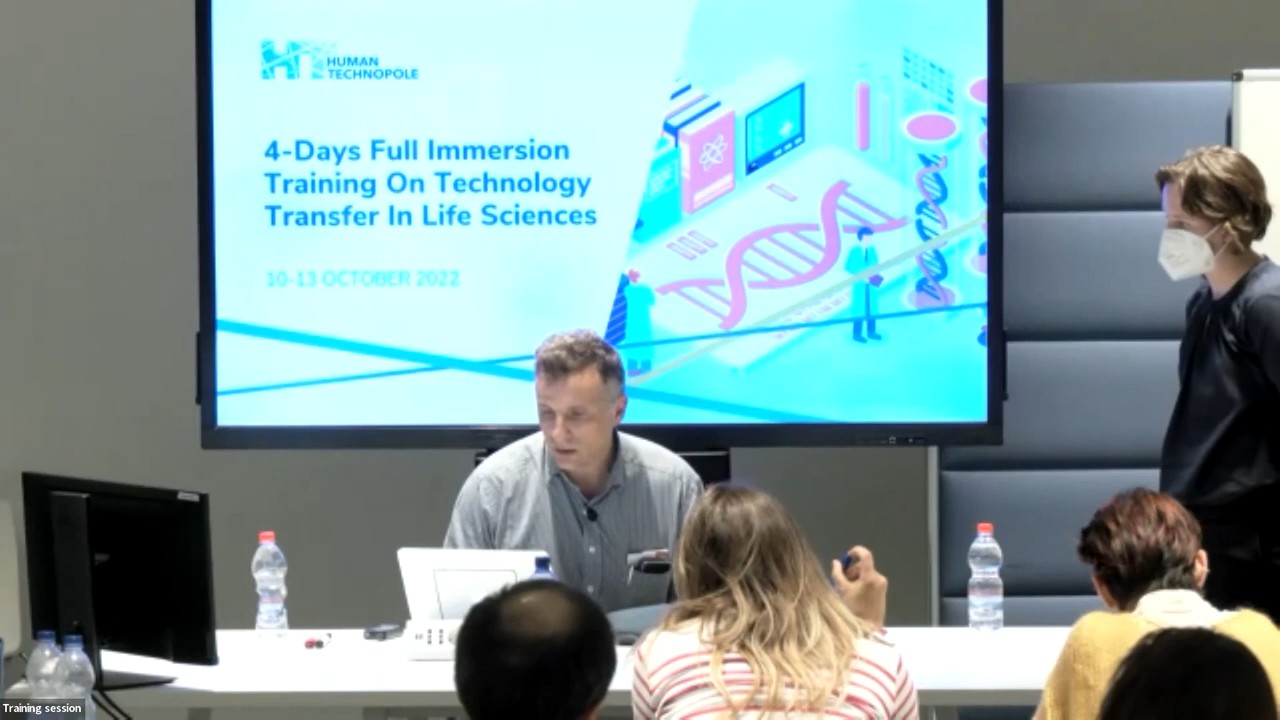 HUMAN
TECHNOPOLE
4-Days Full Immersion
Training On Technology
Transfer In Life Sciences
10-13 OCTOBER 2022
Training session